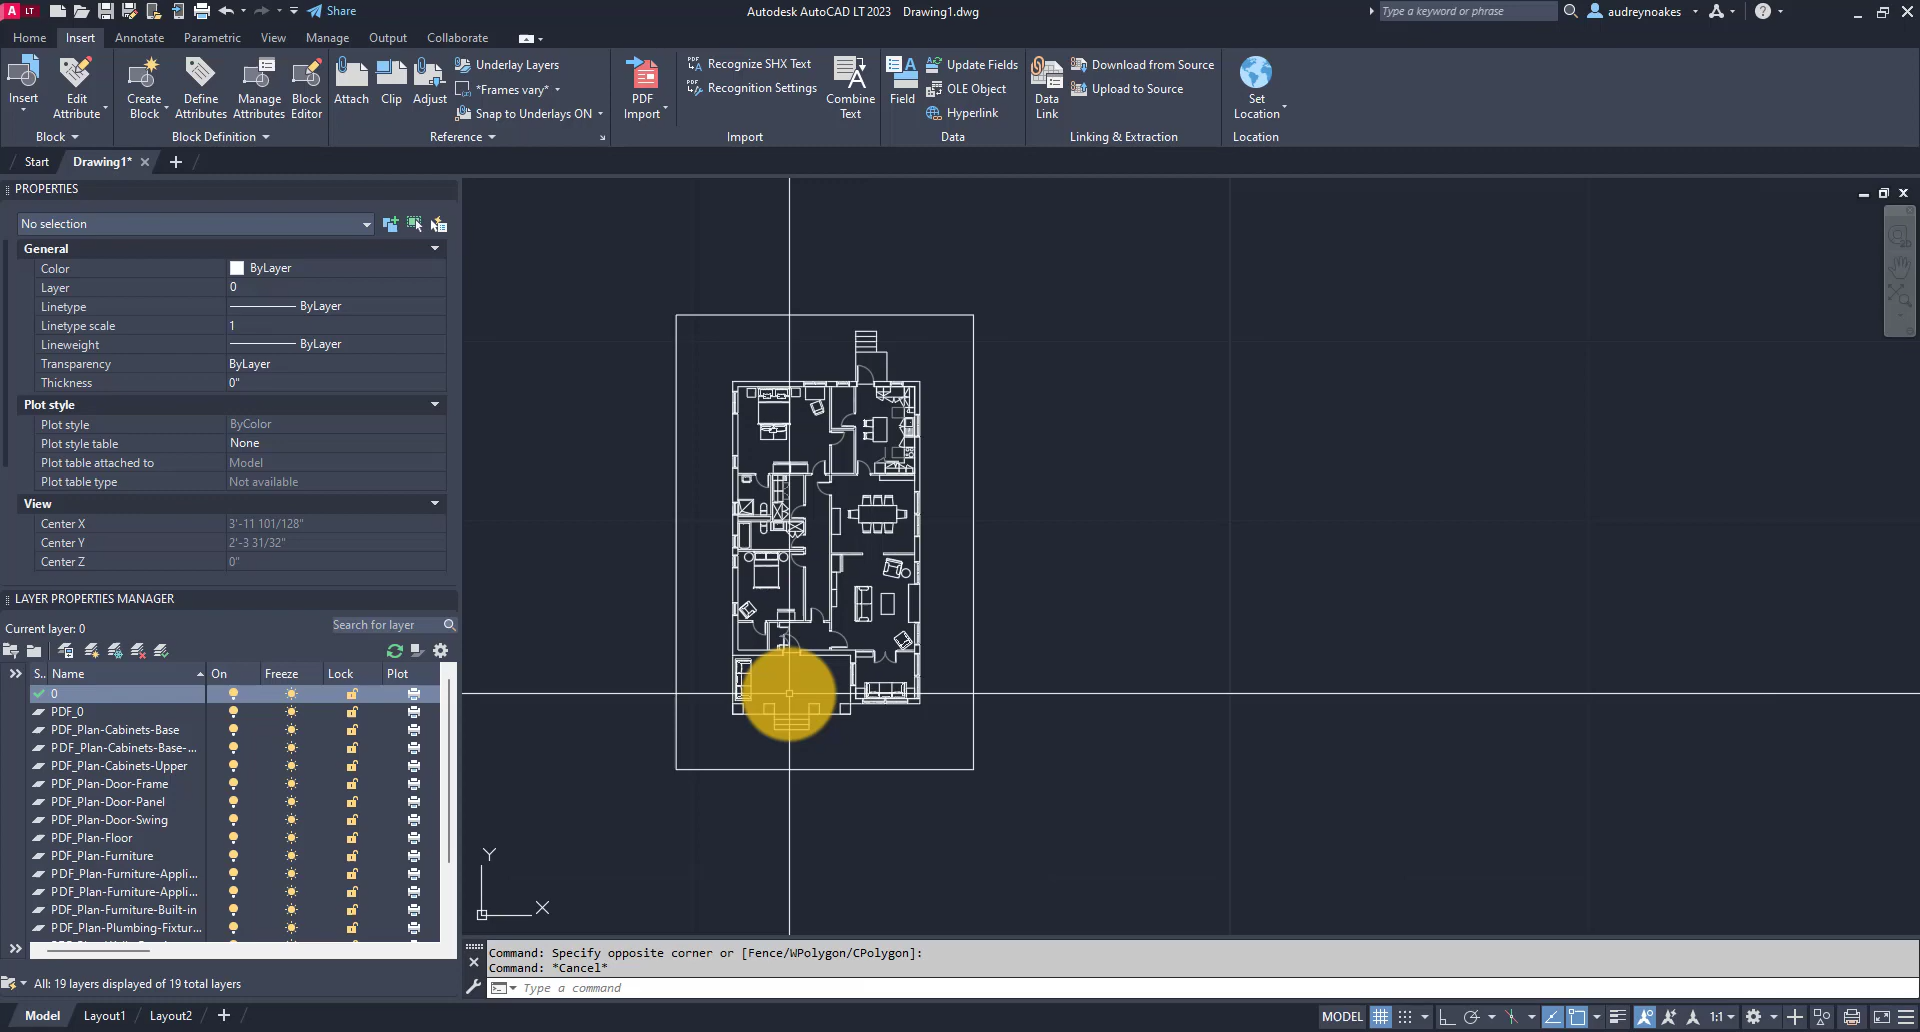 A LT Share Autodesk AutoCAD LT 2023 Drawing1.dwg Type a keyword or phrase audreynoakes
Home Insert Annotate Parametric View Manage Output Collaborate
Insert Edit Attribute Block
Create Block Define Attributes Manage Attributes Block Editor Block Definition
Attach Clip Adjust Underlay Layers
*Frames vary*
Snap to Underlays ON
Reference
PDF Import
Recognize SHX Text
Recognition Settings
Combine Text
Import
Field Update Fields
OLE Object
Hyperlink
Data
Data Link
Download from Source
Upload to Source
Linking & Extraction
Set Location
Location
Start Drawing1*
PROPERTIES
No selection
General
Color ByLayer
Layer 0
Linetype ByLayer
Linetype scale 1
Lineweight ByLayer
Transparency ByLayer
Thickness 0"
Plot style
Plot style ByColor
Plot style table None
Plot table attached to Model
Plot table type Not available
View
Center X 3'-11 101/128"
Center Y 2'-3 31/32"
Center Z 0"
LAYER PROPERTIES MANAGER
Current layer: 0 Search for layer
S.. Name On Freeze Lock Plot
0
PDF_0
PDF_Plan-Cabinets-Base
PDF_Plan-Cabinets-Base-...
PDF_Plan-Cabinets-Upper
PDF_Plan-Door-Frame
PDF_Plan-Door-Panel
PDF_Plan-Door-Swing
PDF_Plan-Floor
PDF_Plan-Furniture
PDF_Plan-Furniture-Appli...
PDF_Plan-Furniture-Appli...
PDF_Plan-Furniture-Built-in
PDF_Plan-Plumbing-Fixtur...
All: 19 layers displayed of 19 total layers
Y
X
Command: Specify opposite corner or [Fence/WPolygon/CPolygon]:
Command: *Cancel*
Type a command
Model Layout1 Layout2 MODEL 1:1